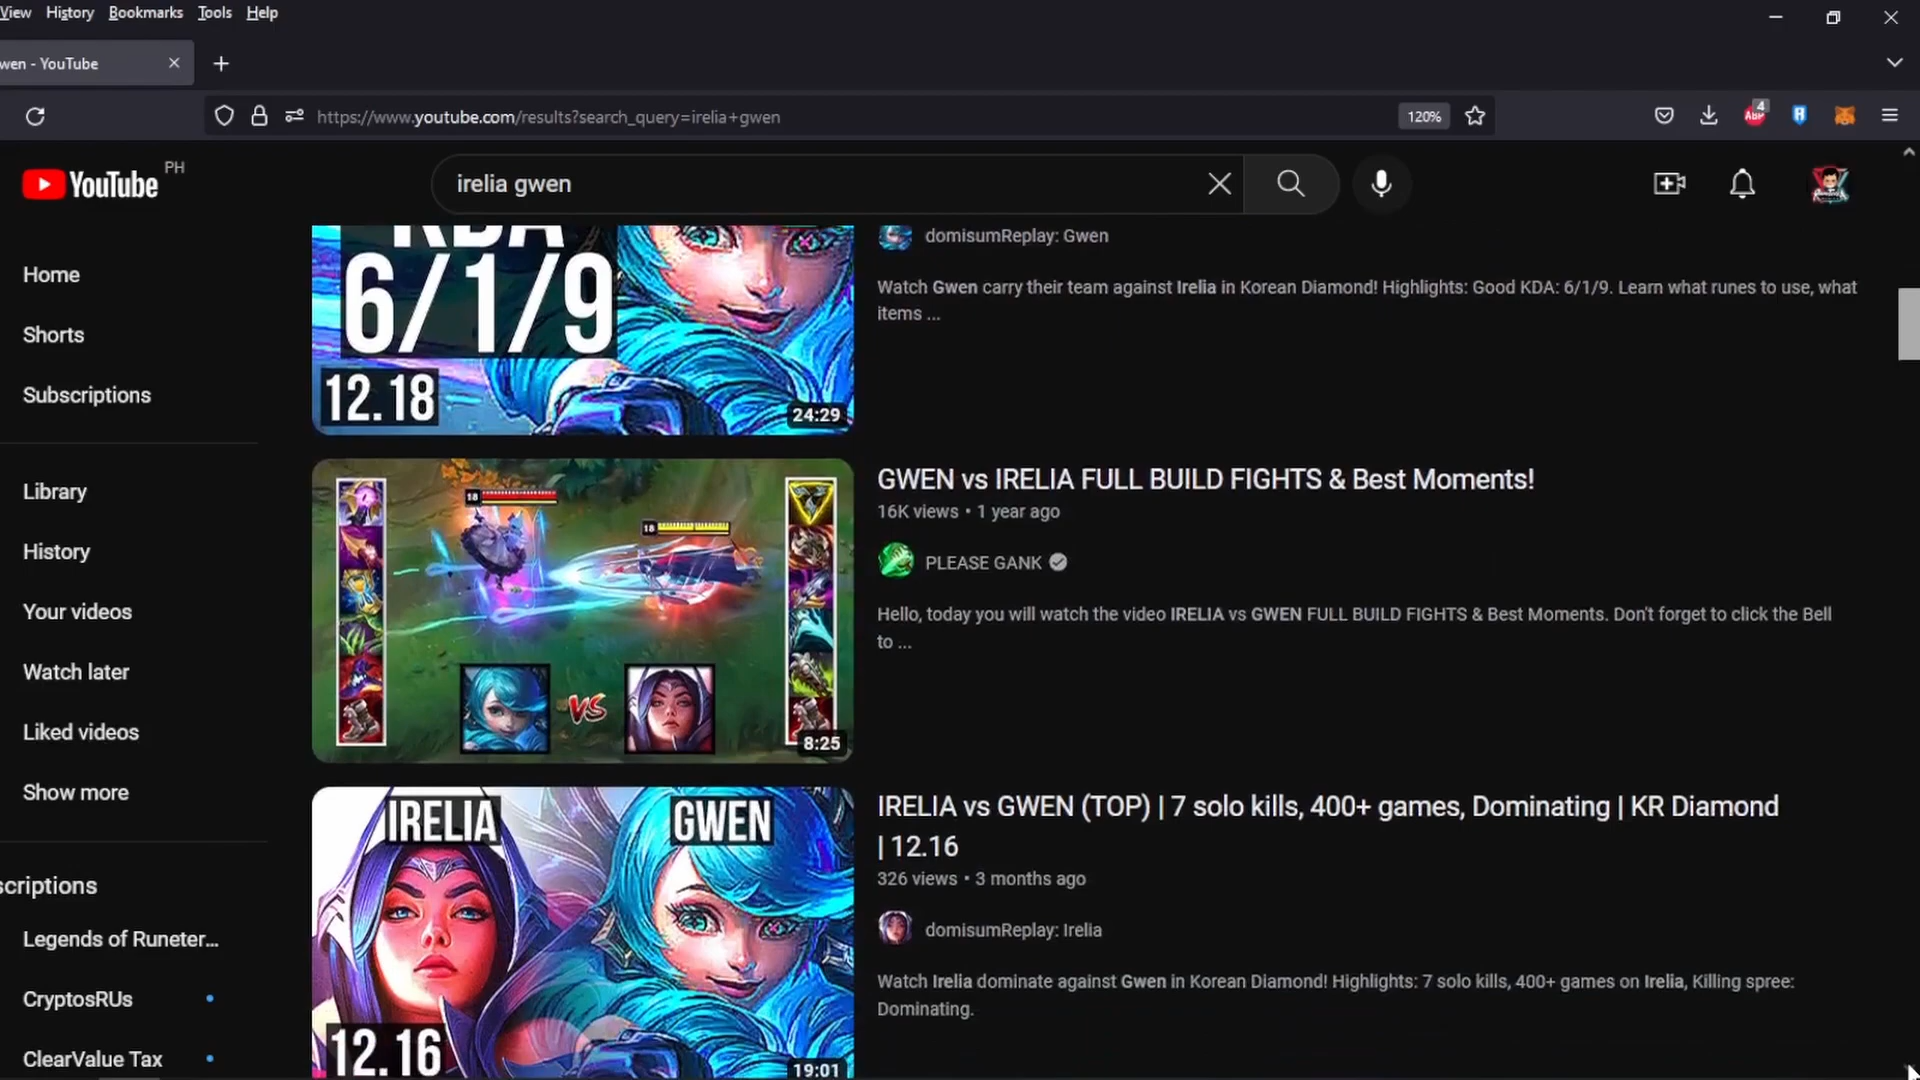 View History Bookmarks Tools Help
wen - YouTube
https://www.youtube.com/results?search_query=irelia+gwen
120%
4
ABP
YouTube PH
irelia gwen
Home
Shorts
Subscriptions
Library
History
Your videos
Watch later
Liked videos
Show more
scriptions
Legends of Runeter...
CryptosRUs
ClearValue Tax
KDA
6/1/9
12.18
24:29
domisumReplay: Gwen
Watch Gwen carry their team against Irelia in Korean Diamond! Highlights: Good KDA: 6/1/9. Learn what runes to use, what
items ...
18
18
VS
8:25
GWEN vs IRELIA FULL BUILD FIGHTS & Best Moments!
16K views • 1 year ago
PLEASE GANK
Hello, today you will watch the video IRELIA vs GWEN FULL BUILD FIGHTS & Best Moments. Don't forget to click the Bell
to ...
IRELIA
GWEN
12.16
19:01
IRELIA vs GWEN (TOP) | 7 solo kills, 400+ games, Dominating | KR Diamond
| 12.16
326 views • 3 months ago
domisumReplay: Irelia
Watch Irelia dominate against Gwen in Korean Diamond! Highlights: 7 solo kills, 400+ games on Irelia, Killing spree:
Dominating.